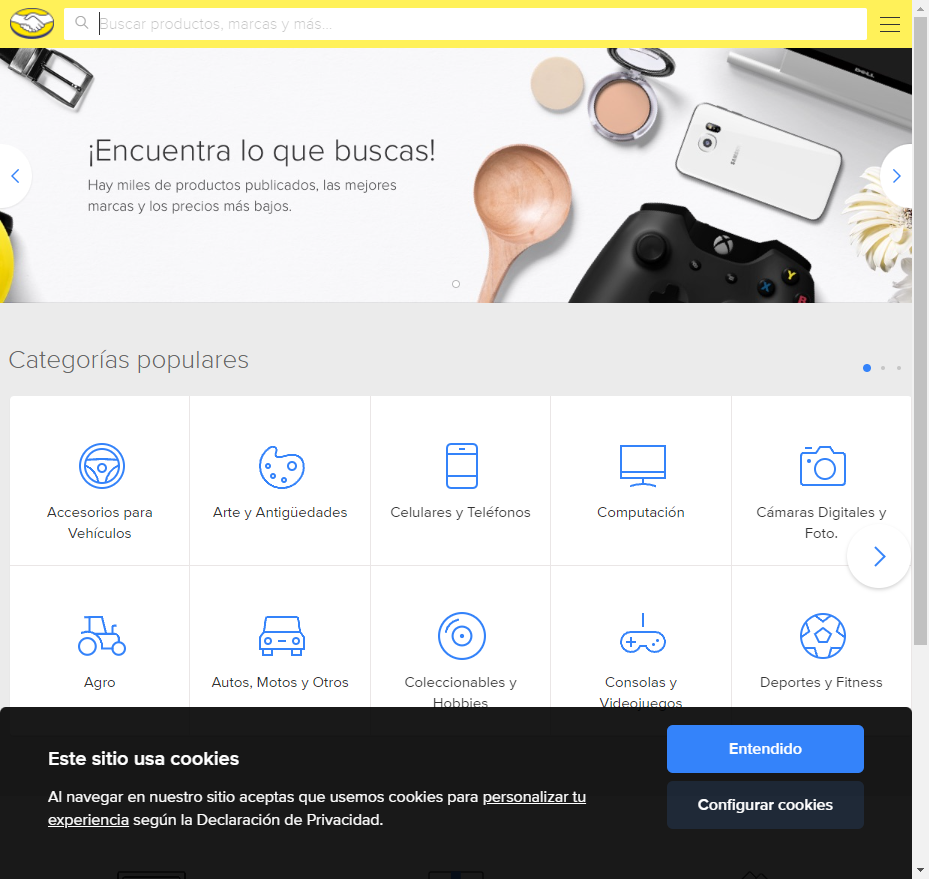 Buscar productos, marcas y más...
¡Encuentra lo que buscas!
Hay miles de productos publicados, las mejores
marcas y los precios más bajos.
DELL
SAMSUNG
Y
X
B
Categorías populares
Accesorios para
Vehículos
Arte y Antigüedades
Celulares y Teléfonos
Computación
Cámaras Digitales y
Foto.
Agro
Autos, Motos y Otros
Coleccionables y
Hobbies
Consolas y
Videojuegos
Deportes y Fitness
Este sitio usa cookies
Al navegar en nuestro sitio aceptas que usemos cookies para personalizar tu
experiencia según la Declaración de Privacidad.
Entendido
Configurar cookies